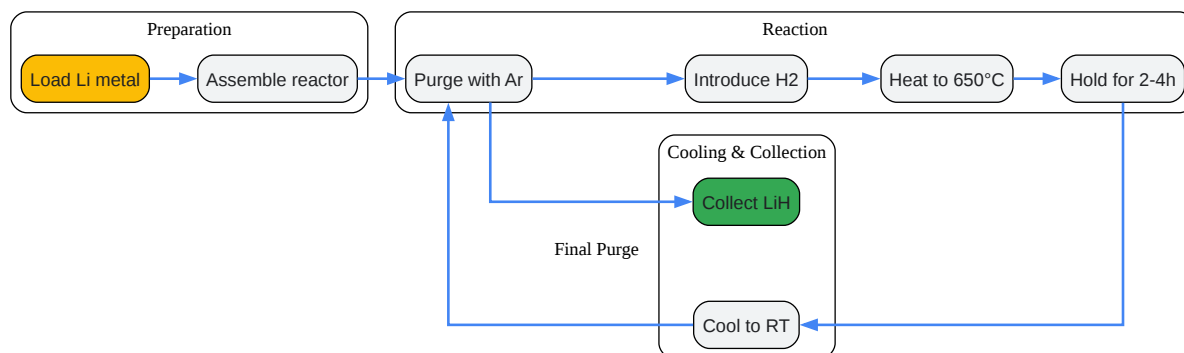 Preparation
Reaction
Load Li metal
Assemble reactor
Purge with Ar
Introduce H2
Heat to 650°C
Hold for 2-4h
Cooling & Collection
Collect LiH
Final Purge
Cool to RT